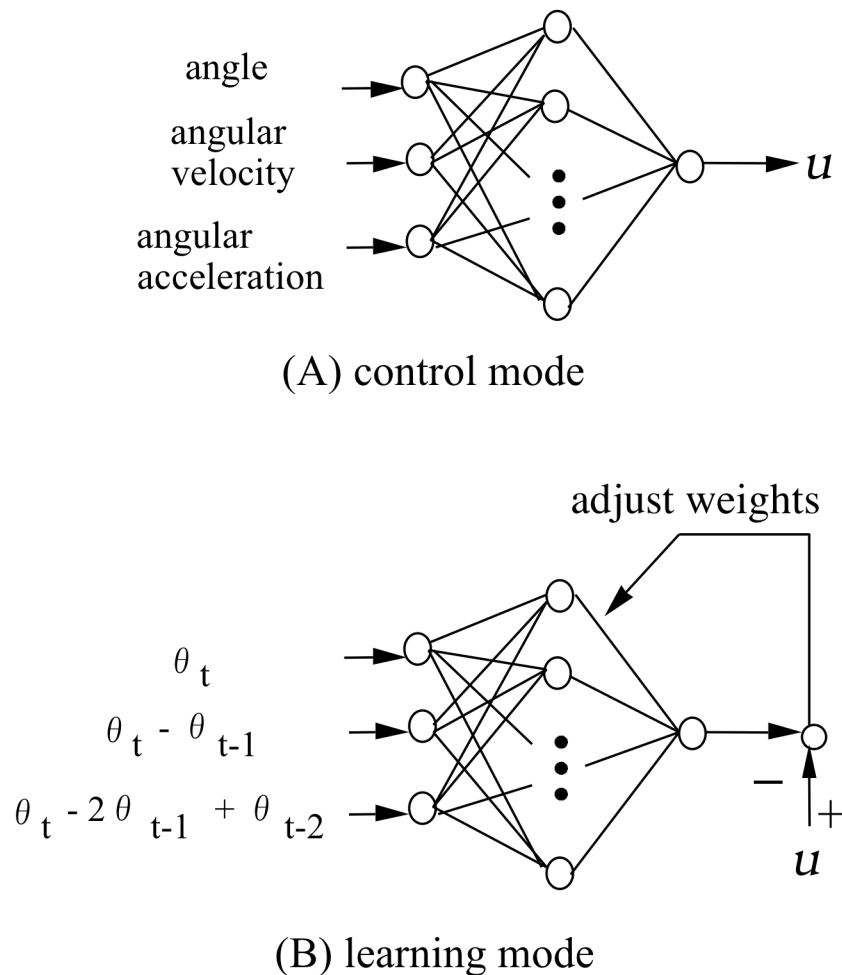 angle
angular
velocity
angular
acceleration
u
(A) control mode
adjust weights
θ t
θ t - θ t-1
θ t - 2 θ t-1 + θ t-2
− +
u
(B) learning mode